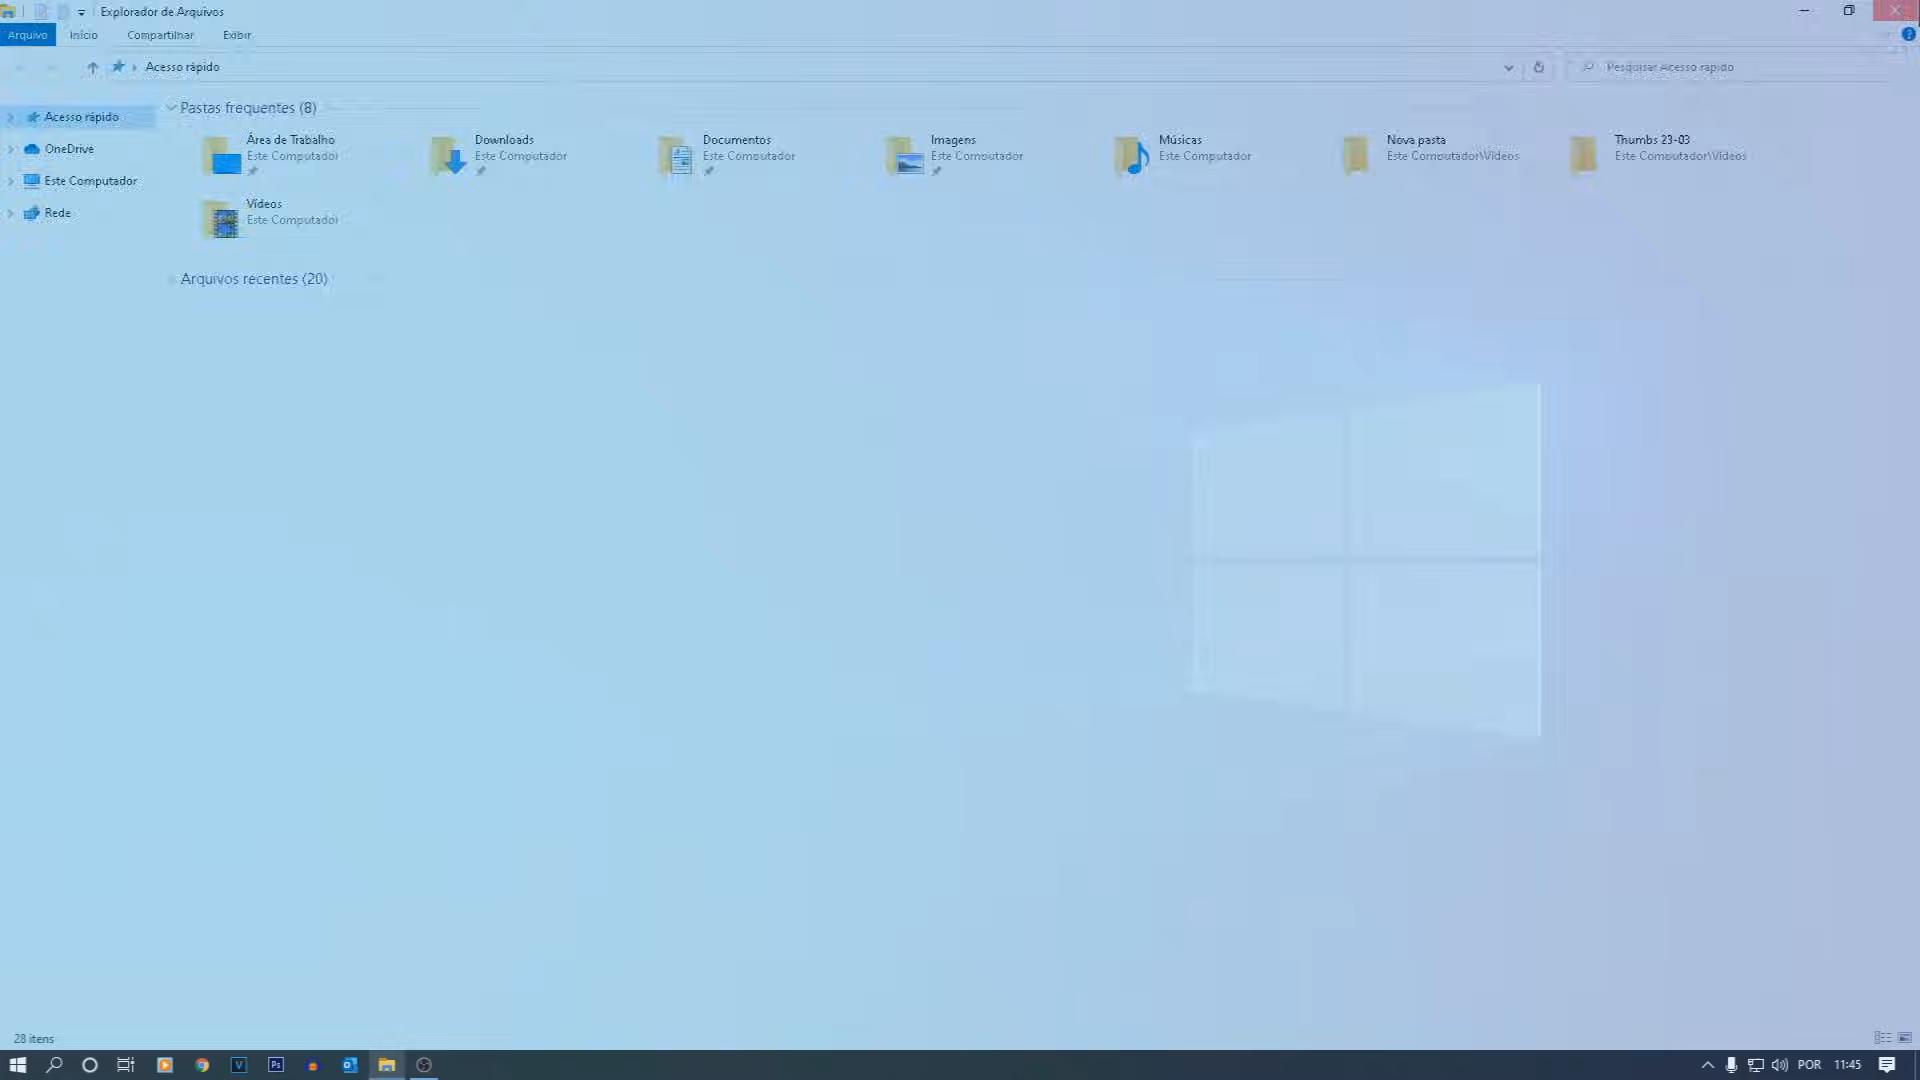 Explorador de Arquivos
Arquivo Início Compartilhar Exibir
Acesso rápido Pesquisar Acesso rápido
Acesso rápido
OneDrive
Este Computador
Rede
Pastas frequentes (8)
Área de Trabalho
Este Computador
Downloads
Este Computador
Documentos
Este Computador
Imagens
Este Computador
Músicas
Este Computador
Nova pasta
Este Computador\Vídeos
Thumbs 23-03
Este Computador\Vídeos
Vídeos
Este Computador
Arquivos recentes (20)
28 itens
V Ps POR 11:45